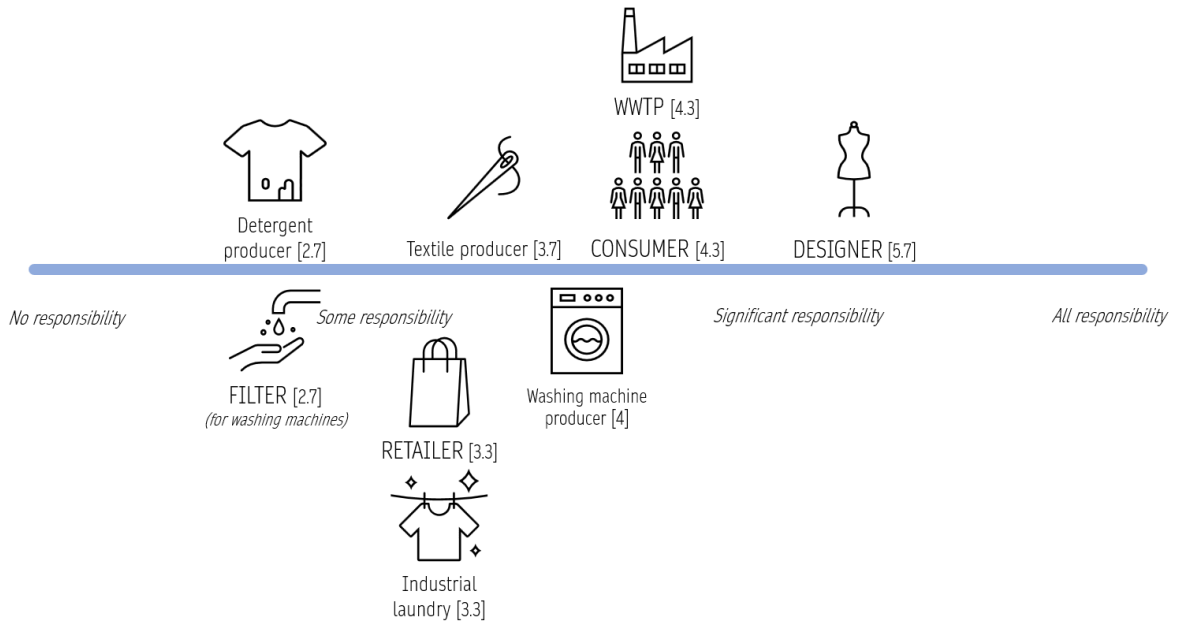 WWTP [4.3]
Detergent
producer [2.7]
Textile producer [3.7]
CONSUMER [4.3]
DESIGNER [5.7]
No responsibility
Some responsibility
Significant responsibility
All responsibility
FILTER [2.7]
(for washing machines)
Washing machine
producer [4]
RETAILER [3.3]
Industrial
laundry [3.3]